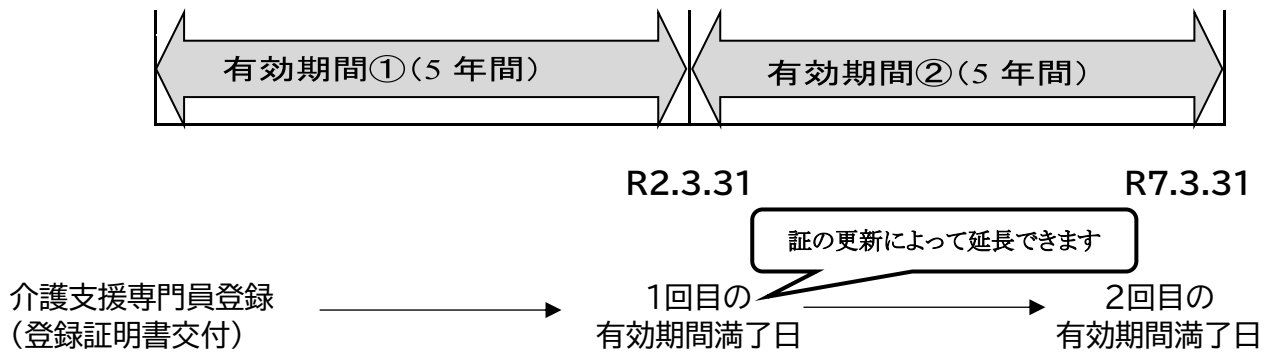 有効期間①(5 年間)
有効期間②(5 年間)
R2.3.31
R7.3.31
証の更新によって延長できます
介護支援専門員登録
(登録証明書交付)
1回目の
有効期間満了日
2回目の
有効期間満了日